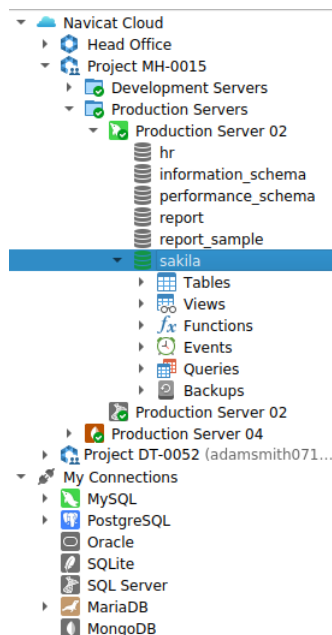 Navicat Cloud
Head Office
Project MH-0015
Development Servers
Production Servers
Production Server 02
hr
information_schema
performance_schema
report
report_sample
sakila
Tables
Views
fx Functions
Events
Queries
Backups
Production Server 02
Production Server 04
Project DT-0052 (adamsmith071...
My Connections
MySQL
PostgreSQL
Oracle
SQLite
SQL Server
MariaDB
MongoDB